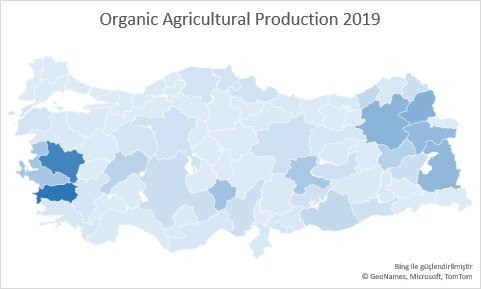 Organic Agricultural Production 2019
Bing ile güçlendirilmiştir
© GeoNames, Microsoft, TomTom